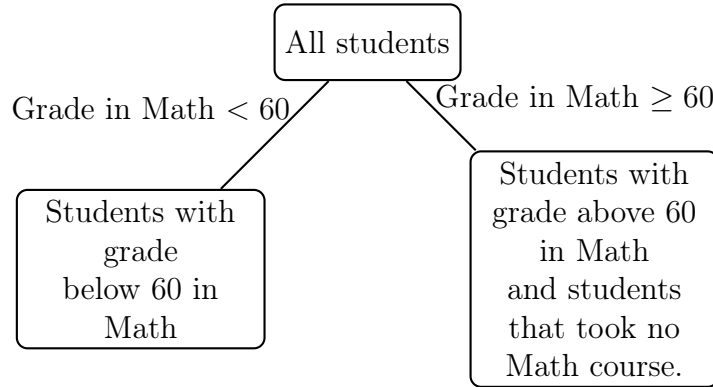 All students
Grade in Math < 60
Grade in Math ≥ 60
Students with
grade
below 60 in
Math
Students with
grade above 60
in Math
and students
that took no
Math course.